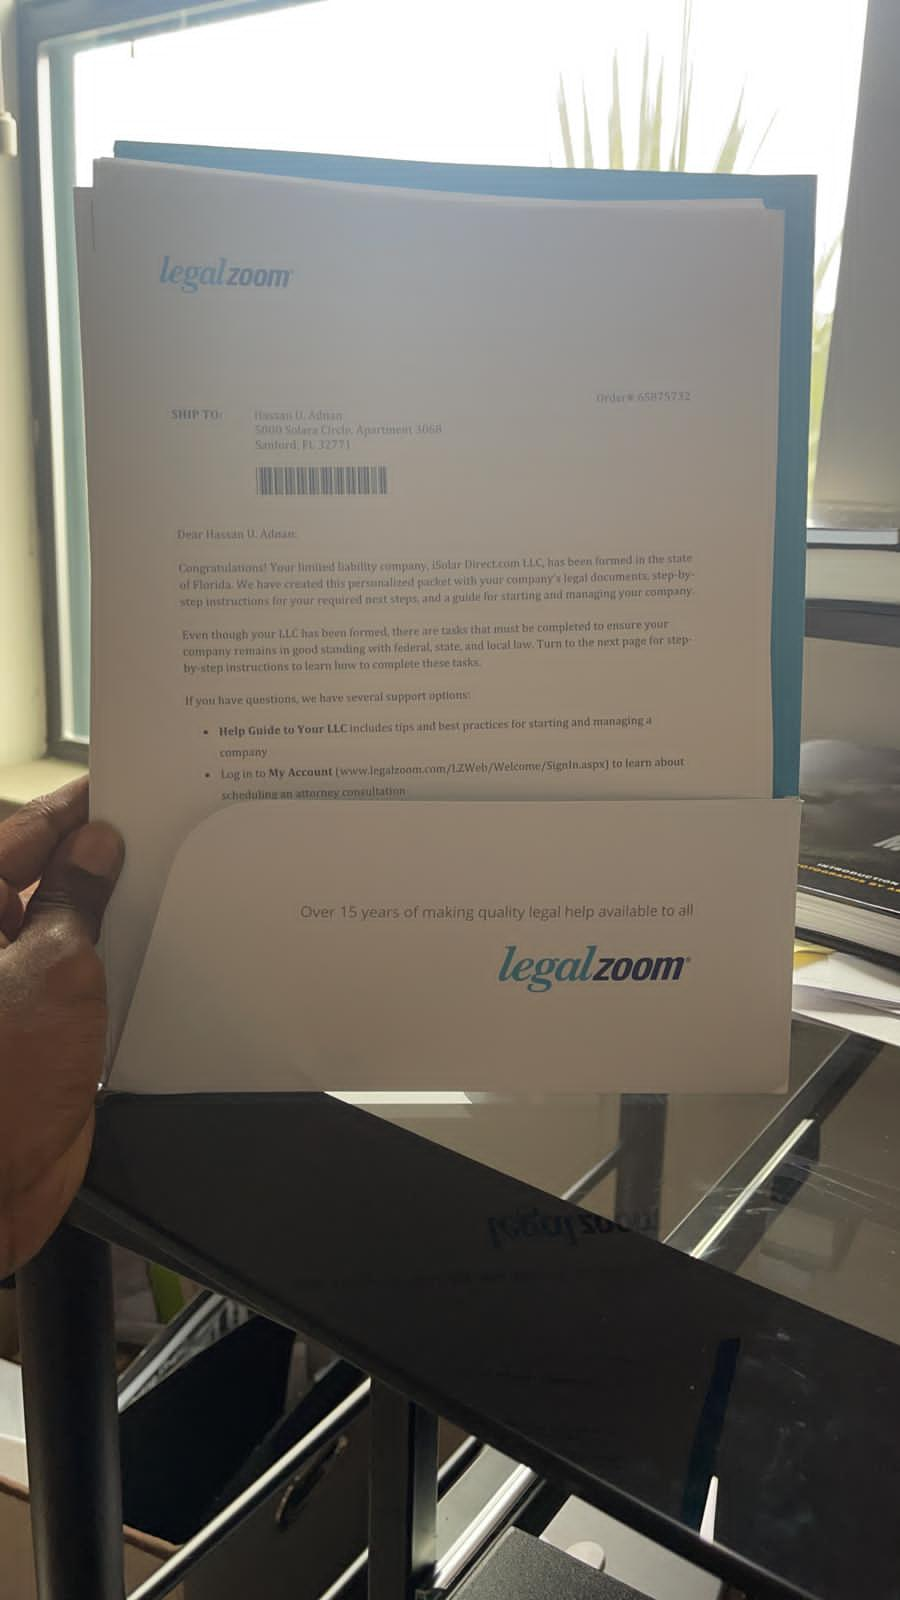 legalzoom
Order# 65875732
SHIP TO: Hassan U. Adnan
5000 Solara Circle, Apartment 3068
Sanford, FL 32771
Dear Hassan U. Adnan:
Congratulations! Your limited liability company, iSolar Direct.com LLC, has been formed in the state
of Florida. We have created this personalized packet with your company's legal documents, step-by-
step instructions for your required next steps, and a guide for starting and managing your company.
Even though your LLC has been formed, there are tasks that must be completed to ensure your
company remains in good standing with federal, state, and local law. Turn to the next page for step-
by-step instructions to learn how to complete these tasks.
If you have questions, we have several support options:
• Help Guide to Your LLC includes tips and best practices for starting and managing a
company
• Log in to My Account (www.legalzoom.com/LZWeb/Welcome/SignIn.aspx) to learn about
scheduling an attorney consultation
Over 15 years of making quality legal help available to all
legalzoom®
INTRODUCTION
legalzoom